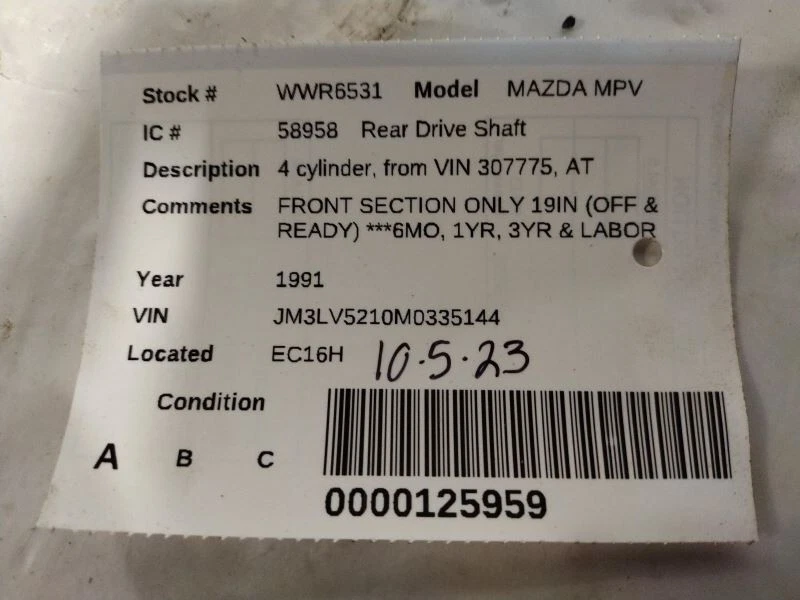 Stock # WWR6531 Model MAZDA MPV
IC # 58958 Rear Drive Shaft
Description 4 cylinder, from VIN 307775, AT
Comments FRONT SECTION ONLY 19IN (OFF &
READY) ***6MO, 1YR, 3YR & LABOR
Year 1991
VIN JM3LV5210M0335144
Located EC16H 10.5.23
Condition
A B C
0000125959